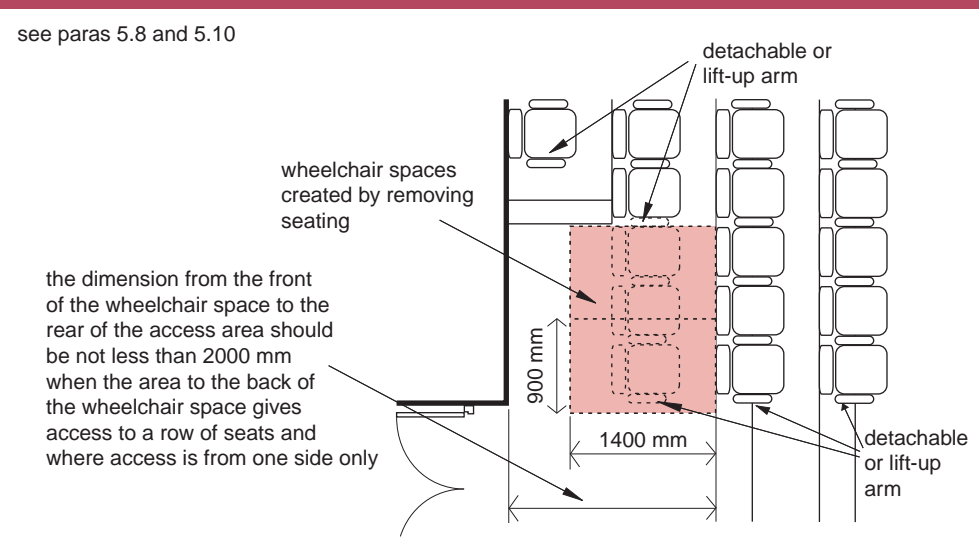 see paras 5.8 and 5.10
detachable or
lift-up arm
wheelchair spaces
created by removing
seating
the dimension from the front
of the wheelchair space to the
rear of the access area should
be not less than 2000 mm
when the area to the back of
the wheelchair space gives
access to a row of seats and
where access is from one side only
900 mm
1400 mm
detachable
or lift-up
arm